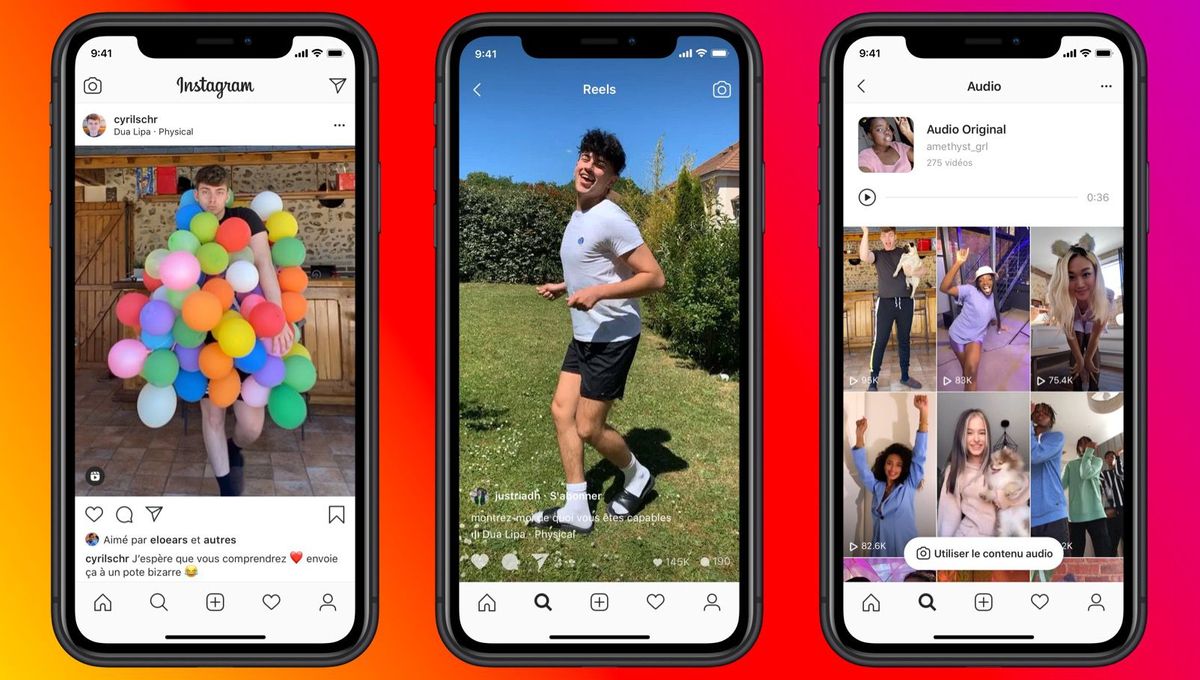 9:41
Instagram
cyrilschr
Dua Lipa · Physical
Aimé par eloears et autres
cyrilschr J'espère que vous comprendrez ❤️ envoie
ça à un pote bizarre 😂
9:41
Reels
justriadh · S'abonner
montrez-moi de quoi vous êtes capables
Dua Lipa · Physical
145K 190
9:41
Audio
Audio Original
amethyst_grl
275 vidéos
0:36
95K
83K
75.4K
82.6K
2K
Utiliser le contenu audio